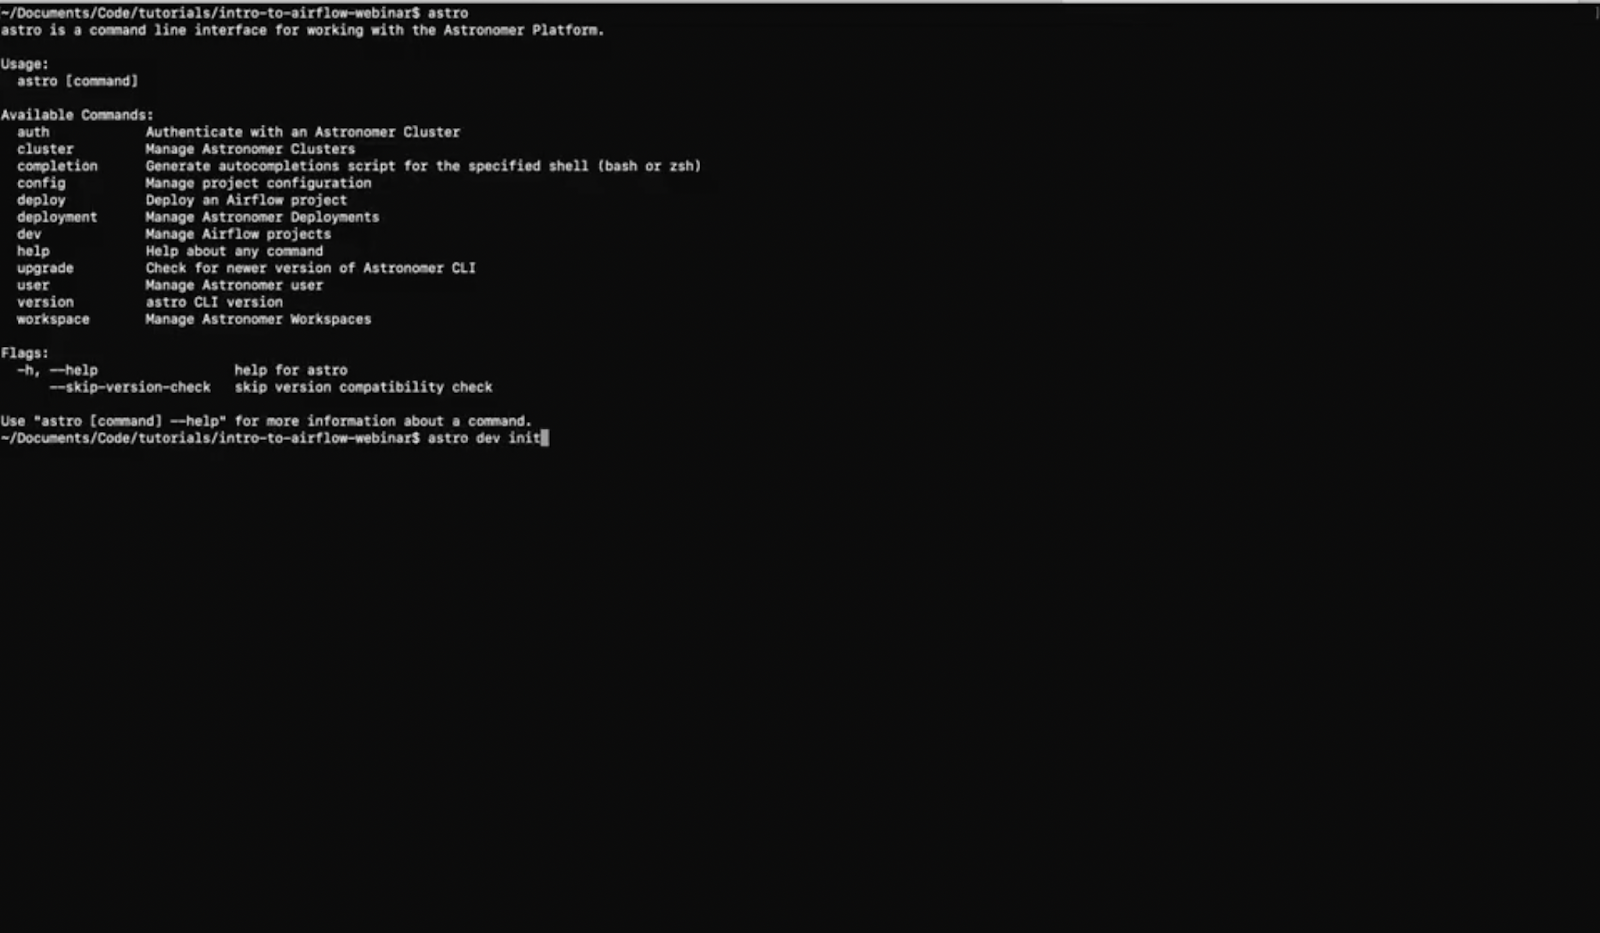 ~/Documents/Code/tutorials/intro-to-airflow-webinar$ astro
astro is a command line interface for working with the Astronomer Platform.
Usage:
astro [command]
Available Commands:
auth Authenticate with an Astronomer Cluster
cluster Manage Astronomer Clusters
completion Generate autocompletions script for the specified shell (bash or zsh)
config Manage project configuration
deploy Deploy an Airflow project
deployment Manage Astronomer Deployments
dev Manage Airflow projects
help Help about any command
upgrade Check for newer version of Astronomer CLI
user Manage Astronomer user
version astro CLI version
workspace Manage Astronomer Workspaces
Flags:
-h, --help help for astro
--skip-version-check skip version compatibility check
Use "astro [command] --help" for more information about a command.
~/Documents/Code/tutorials/intro-to-airflow-webinar$ astro dev init